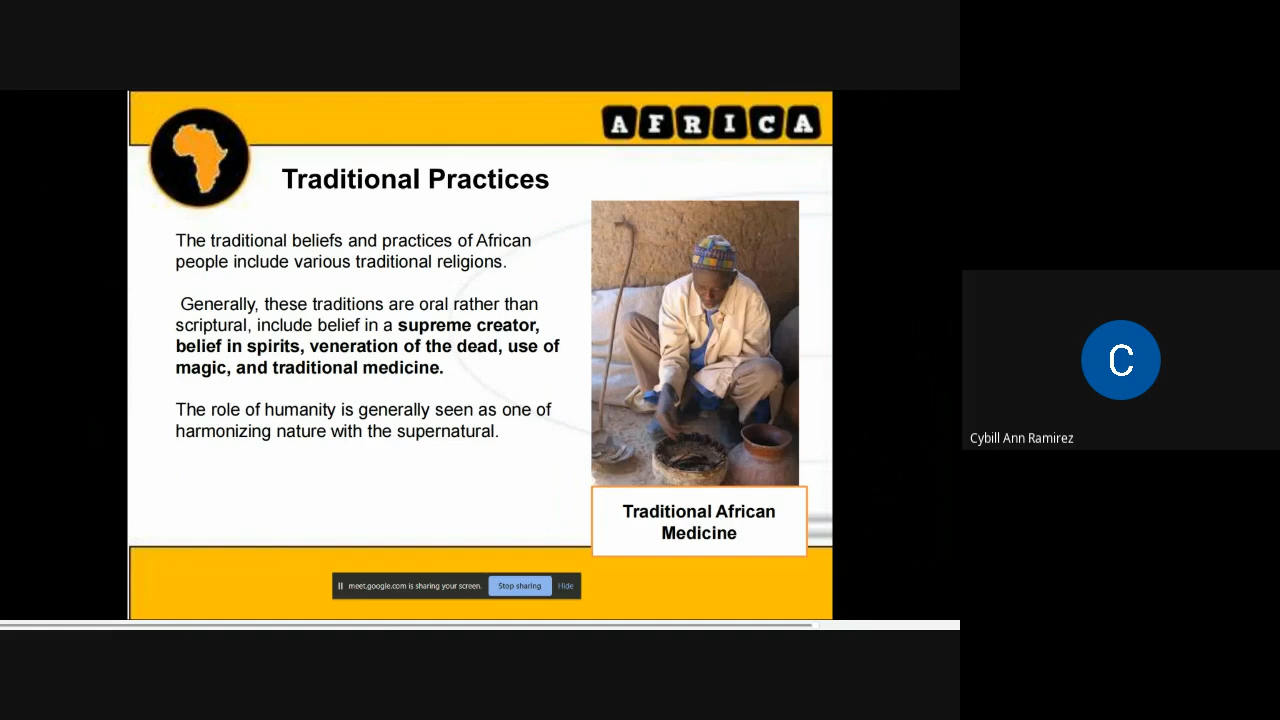 AFRICA
Traditional Practices
The traditional beliefs and practices of African
people include various traditional religions.
Generally, these traditions are oral rather than
scriptural, include belief in a supreme creator,
belief in spirits, veneration of the dead, use of
magic, and traditional medicine.
The role of humanity is generally seen as one of
harmonizing nature with the supernatural.
Traditional African
Medicine
meet.google.com is sharing your screen. Stop sharing Hide
C
Cybill Ann Ramirez